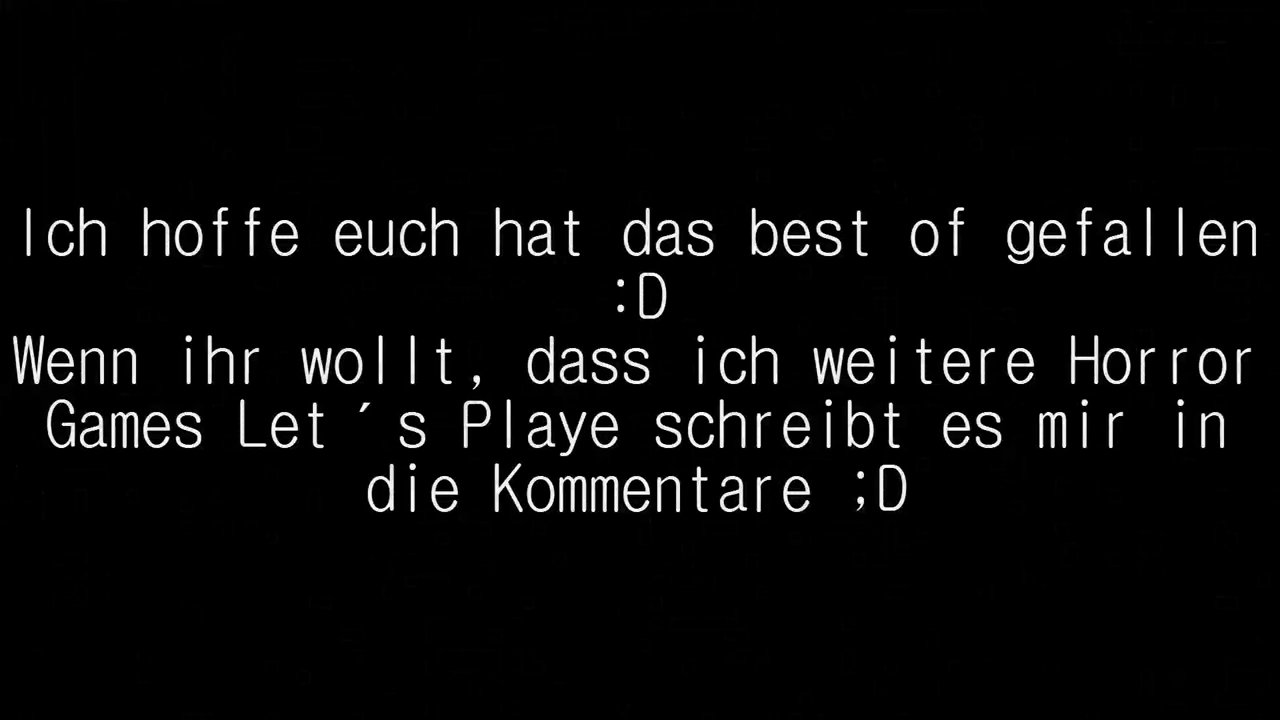 Ich hoffe euch hat das best of gefallen
:D
Wenn ihr wollt, dass ich weitere Horror
Games Let´s Playe schreibt es mir in
die Kommentare ;D